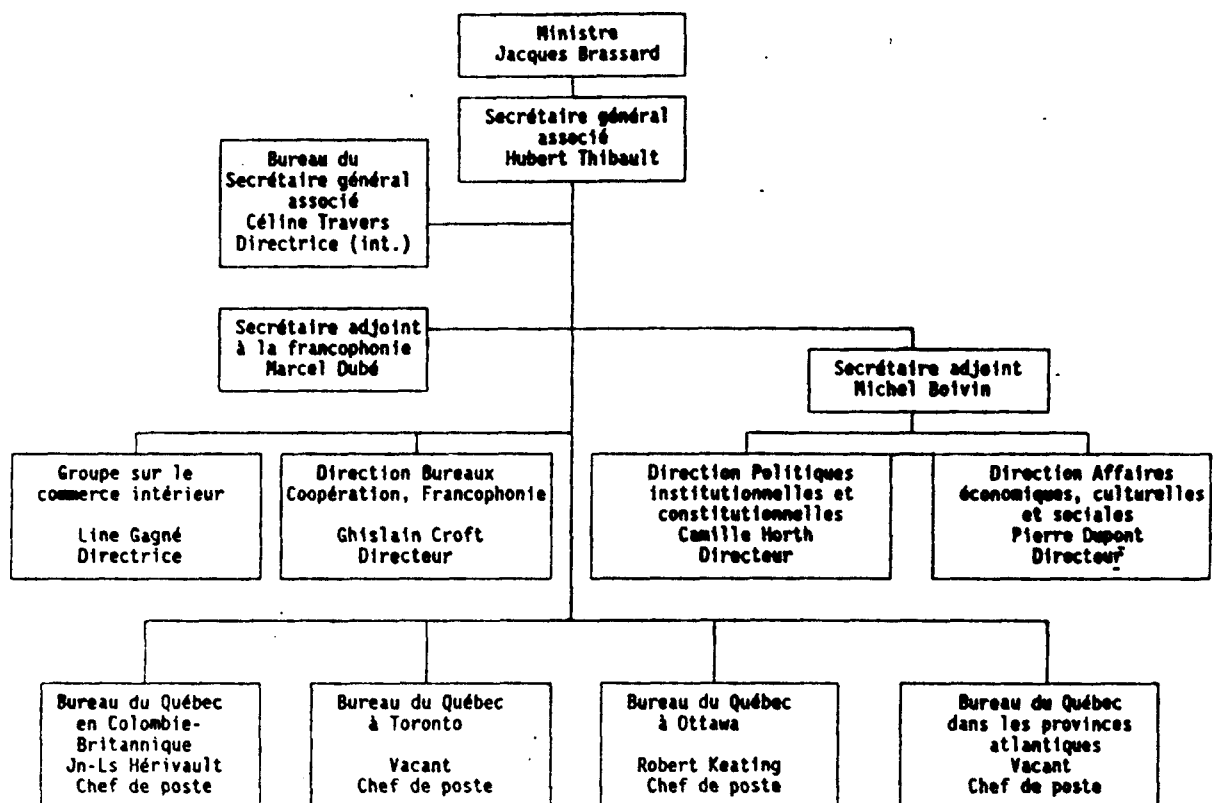 Ministre
Jacques Brassard
Secrétaire général
associé
Hubert Thibault
Bureau du
Secrétaire général
associé
Céline Travers
Directrice (int.)
Secrétaire adjoint
à la francophonie
Marcel Dubé
Secrétaire adjoint
Michel Boivin
Groupe sur le
commerce intérieur
Line Gagné
Directrice
Direction Bureaux
Coopération, Francophonie
Ghislain Croft
Directeur
Direction Politiques
institutionnelles et
constitutionnelles
Camille Horth
Directeur
Direction Affaires
économiques, culturelles
et sociales
Pierre Dupont
Directeur
Bureau du Québec
en Colombie-
Britannique
Jn-Ls Hérivault
Chef de poste
Bureau du Québec
à Toronto
Vacant
Chef de poste
Bureau du Québec
à Ottawa
Robert Keating
Chef de poste
Bureau du Québec
dans les provinces
atlantiques
Vacant
Chef de poste